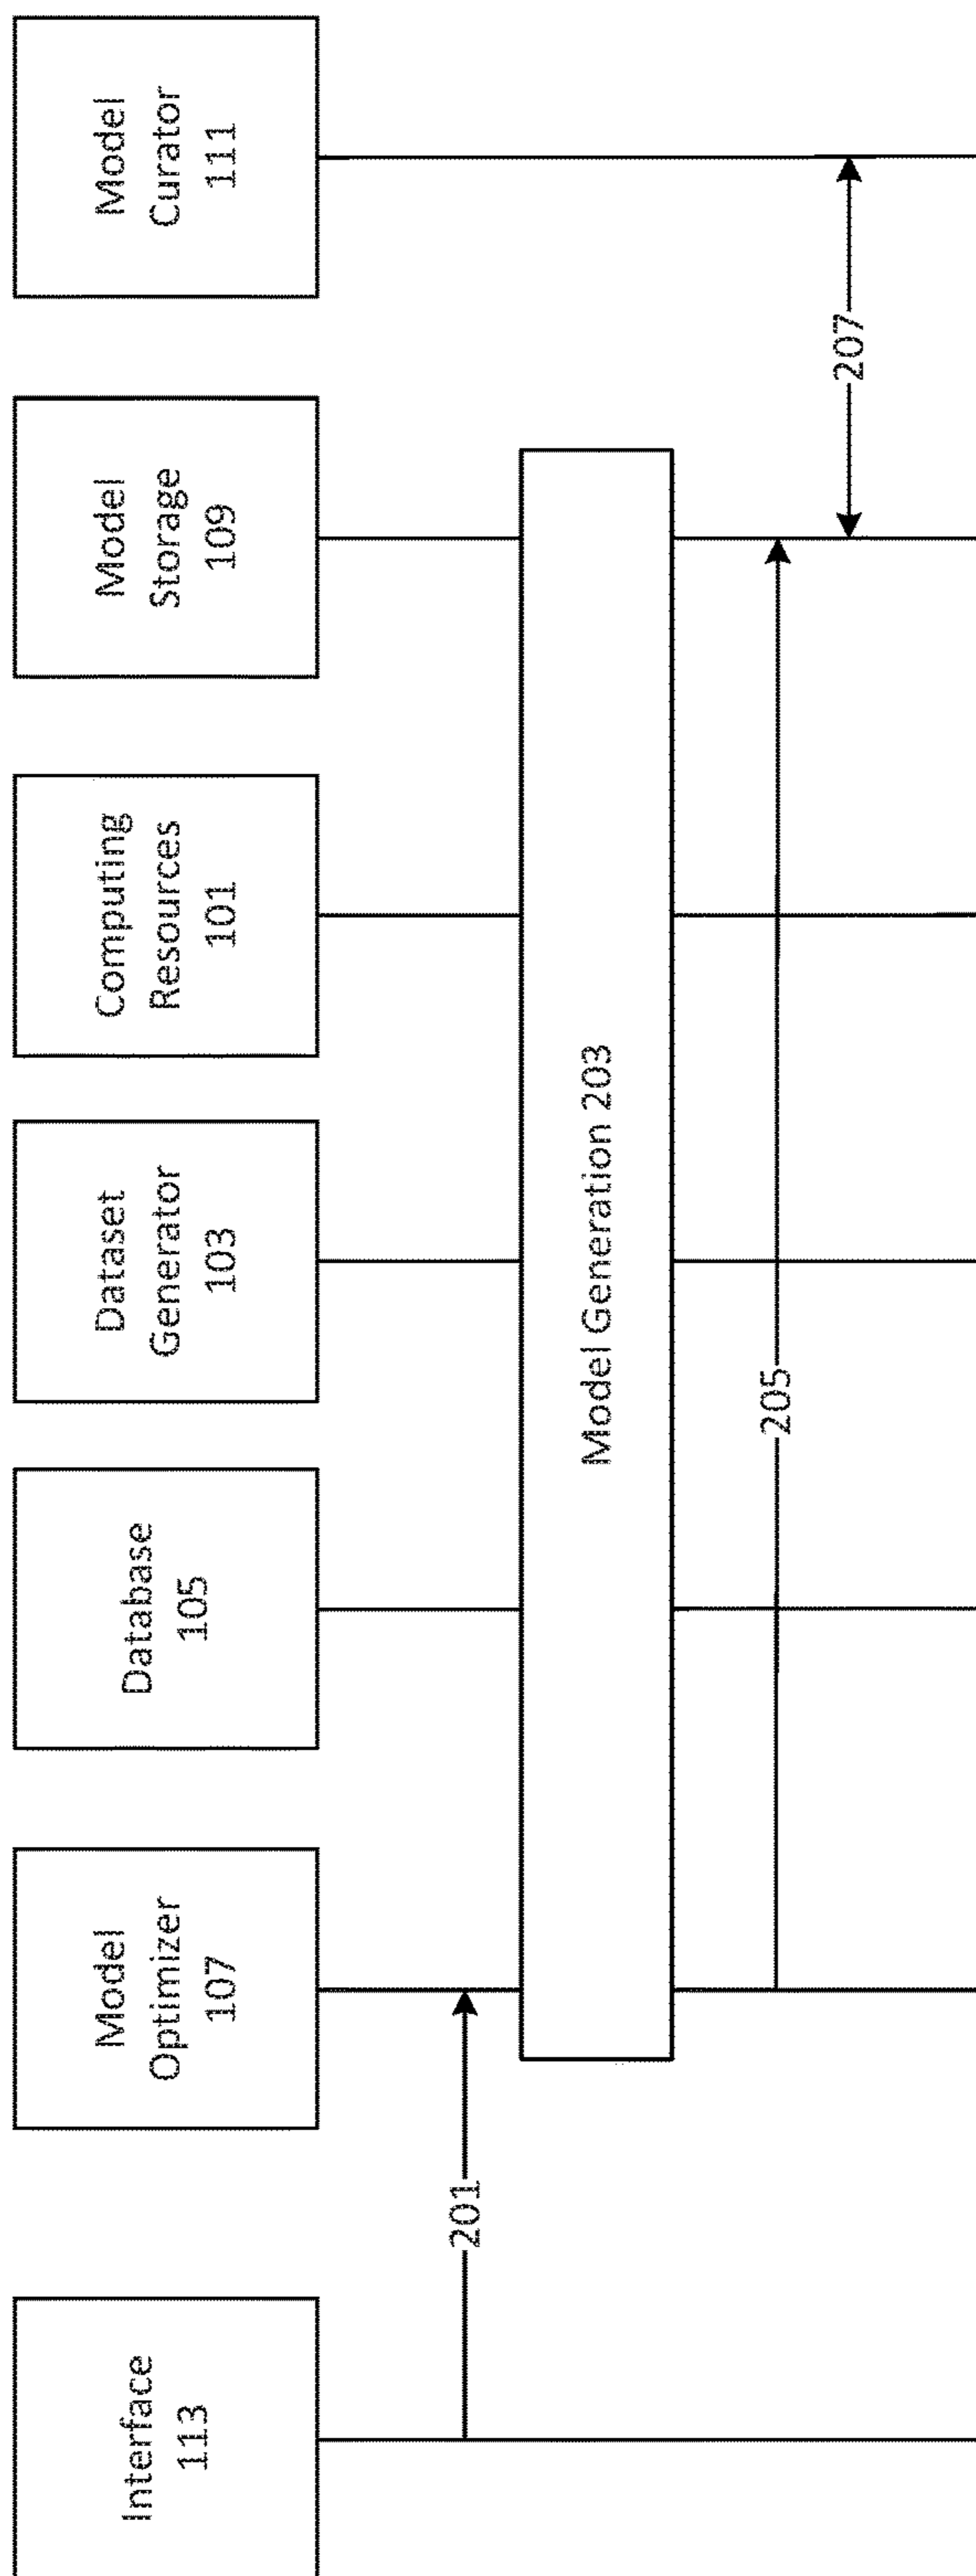 Interface
113
Model
Optimizer
107
Database
105
Dataset
Generator
103
Computing
Resources
101
Model
Storage
109
Model
Curator
111
201
Model Generation 203
205
207